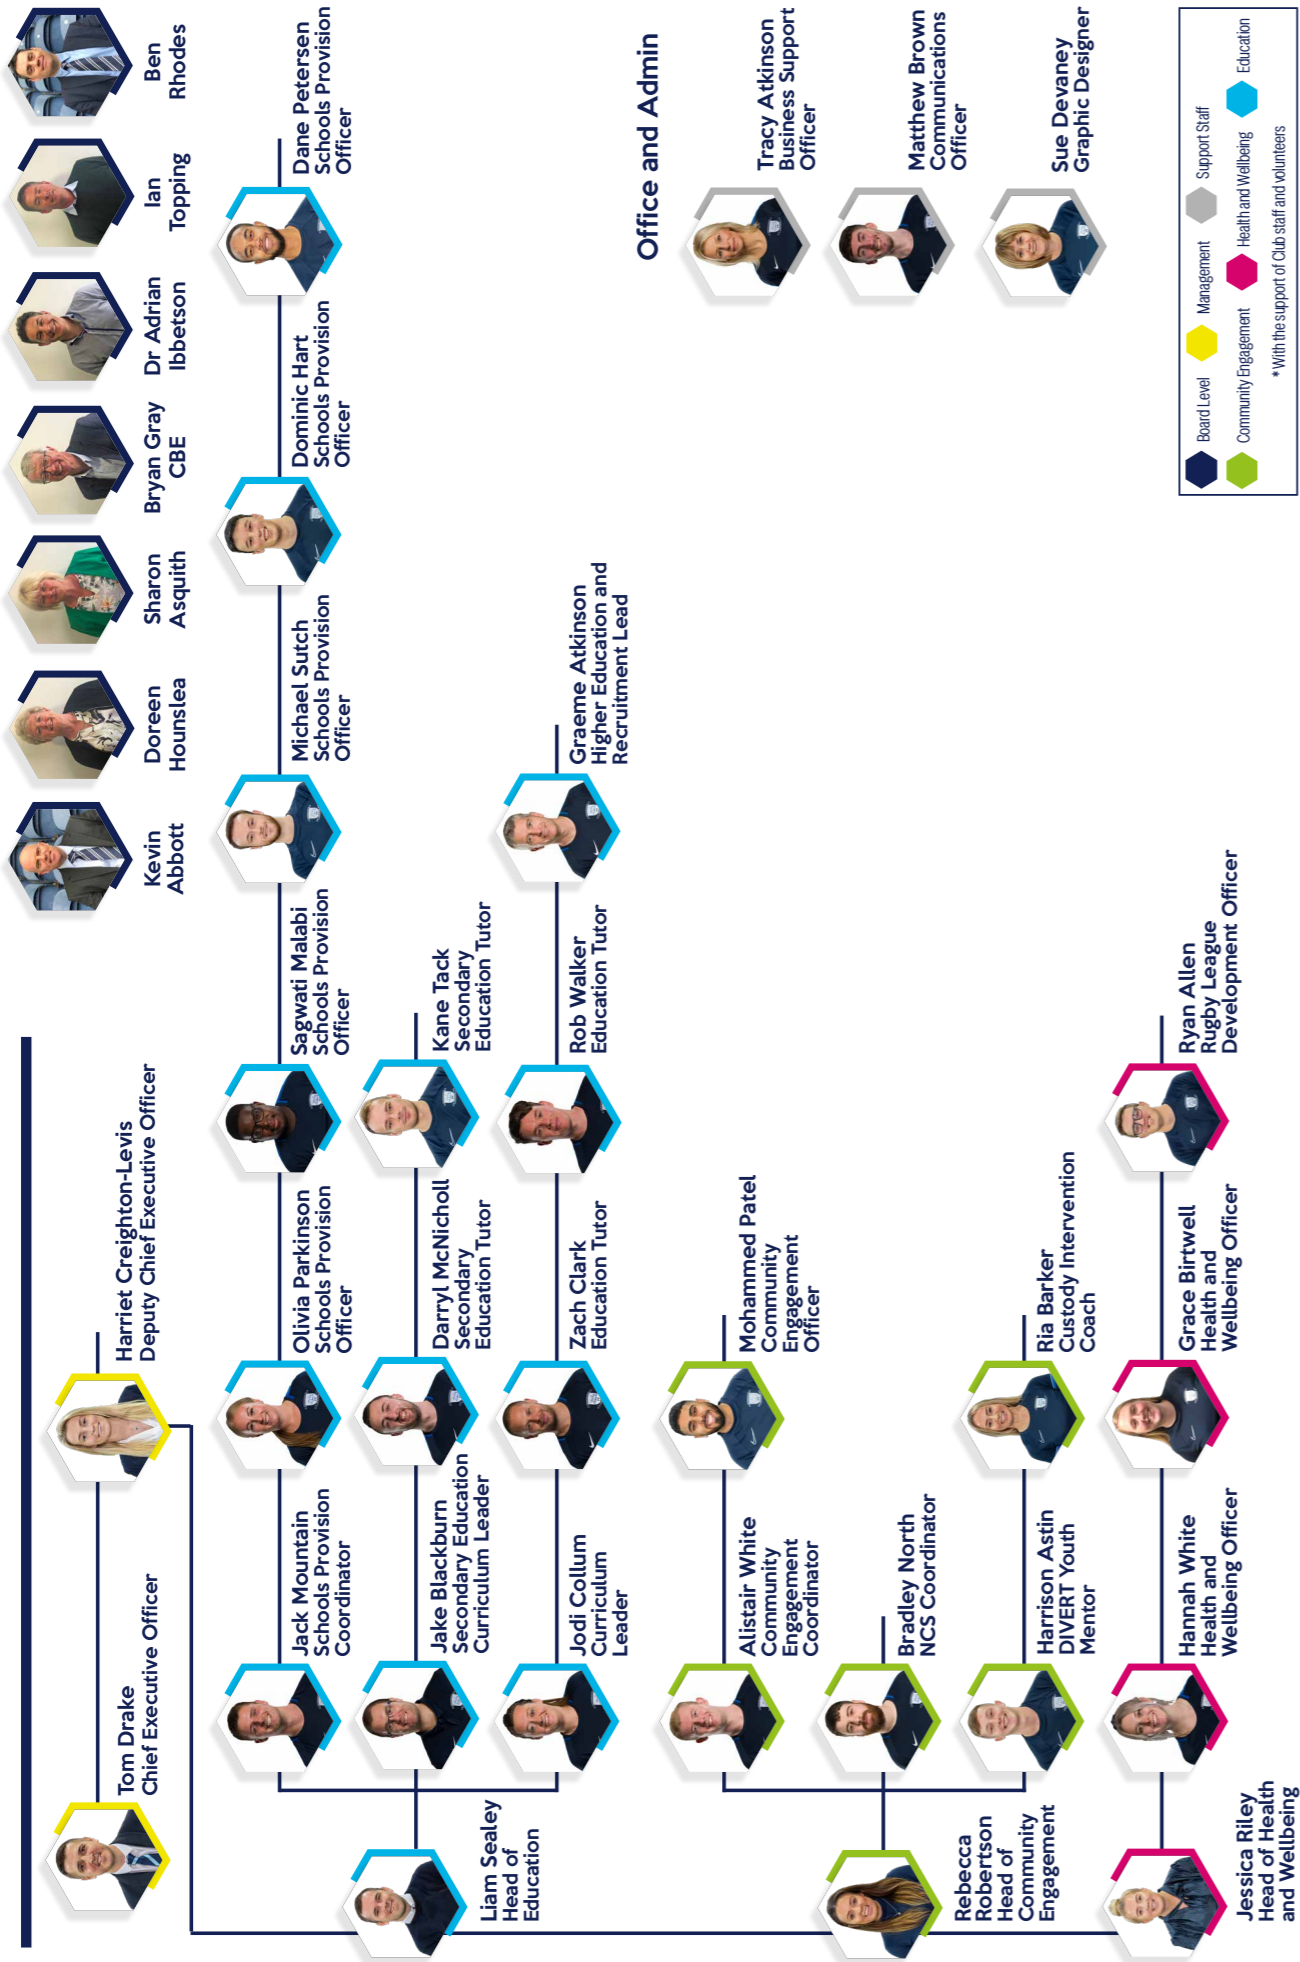 Kevin
Abbott
Doreen
Hounslea
Sharon
Asquith
Bryan Gray
CBE
Dr Adrian
Ibbetson
Ian
Topping
Ben
Rhodes
Tom Drake
Chief Executive Officer
Harriet Creighton-Levis
Deputy Chief Executive Officer
Liam Sealey
Head of
Education
Jack Mountain
Schools Provision
Coordinator
Olivia Parkinson
Schools Provision
Officer
Sagwati Malabi
Schools Provision
Officer
Michael Sutch
Schools Provision
Officer
Dominic Hart
Schools Provision
Officer
Dane Petersen
Schools Provision
Officer
Jake Blackburn
Secondary Education
Curriculum Leader
Darryl McNicholl
Secondary
Education Tutor
Kane Tack
Secondary
Education Tutor
Jodi Collum
Curriculum
Leader
Zach Clark
Education Tutor
Rob Walker
Education Tutor
Graeme Atkinson
Higher Education and
Recruitment Lead
Rebecca
Robertson
Head of
Community
Engagement
Alistair White
Community
Engagement
Coordinator
Mohammed Patel
Community
Engagement
Officer
Bradley North
NCS Coordinator
Harrison Astin
DIVERT Youth
Mentor
Ria Barker
Custody Intervention
Coach
Jessica Riley
Head of Health
and Wellbeing
Hannah White
Health and
Wellbeing Officer
Grace Birtwell
Health and
Wellbeing Officer
Ryan Allen
Rugby League
Development Officer
Office and Admin
Tracy Atkinson
Business Support
Officer
Matthew Brown
Communications
Officer
Sue Devaney
Graphic Designer
Board Level
Management
Support Staff
Community Engagement
Health and Wellbeing
Education
* With the support of Club staff and volunteers